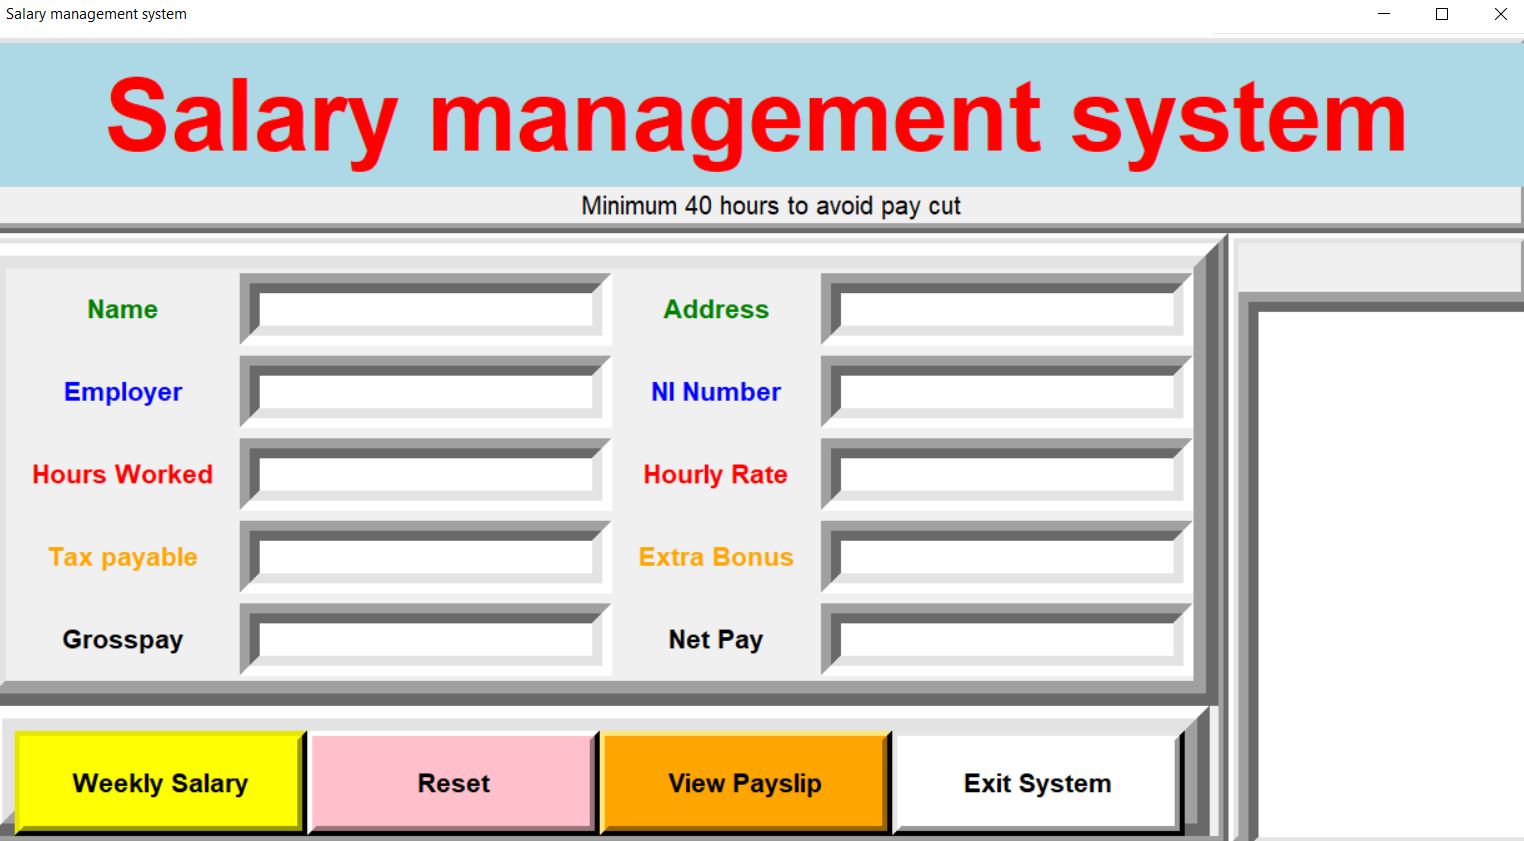 Salary management system
Salary management system
Minimum 40 hours to avoid pay cut
Name
Address
Employer
NI Number
Hours Worked
Hourly Rate
Tax payable
Extra Bonus
Grosspay
Net Pay
Weekly Salary
Reset
View Payslip
Exit System